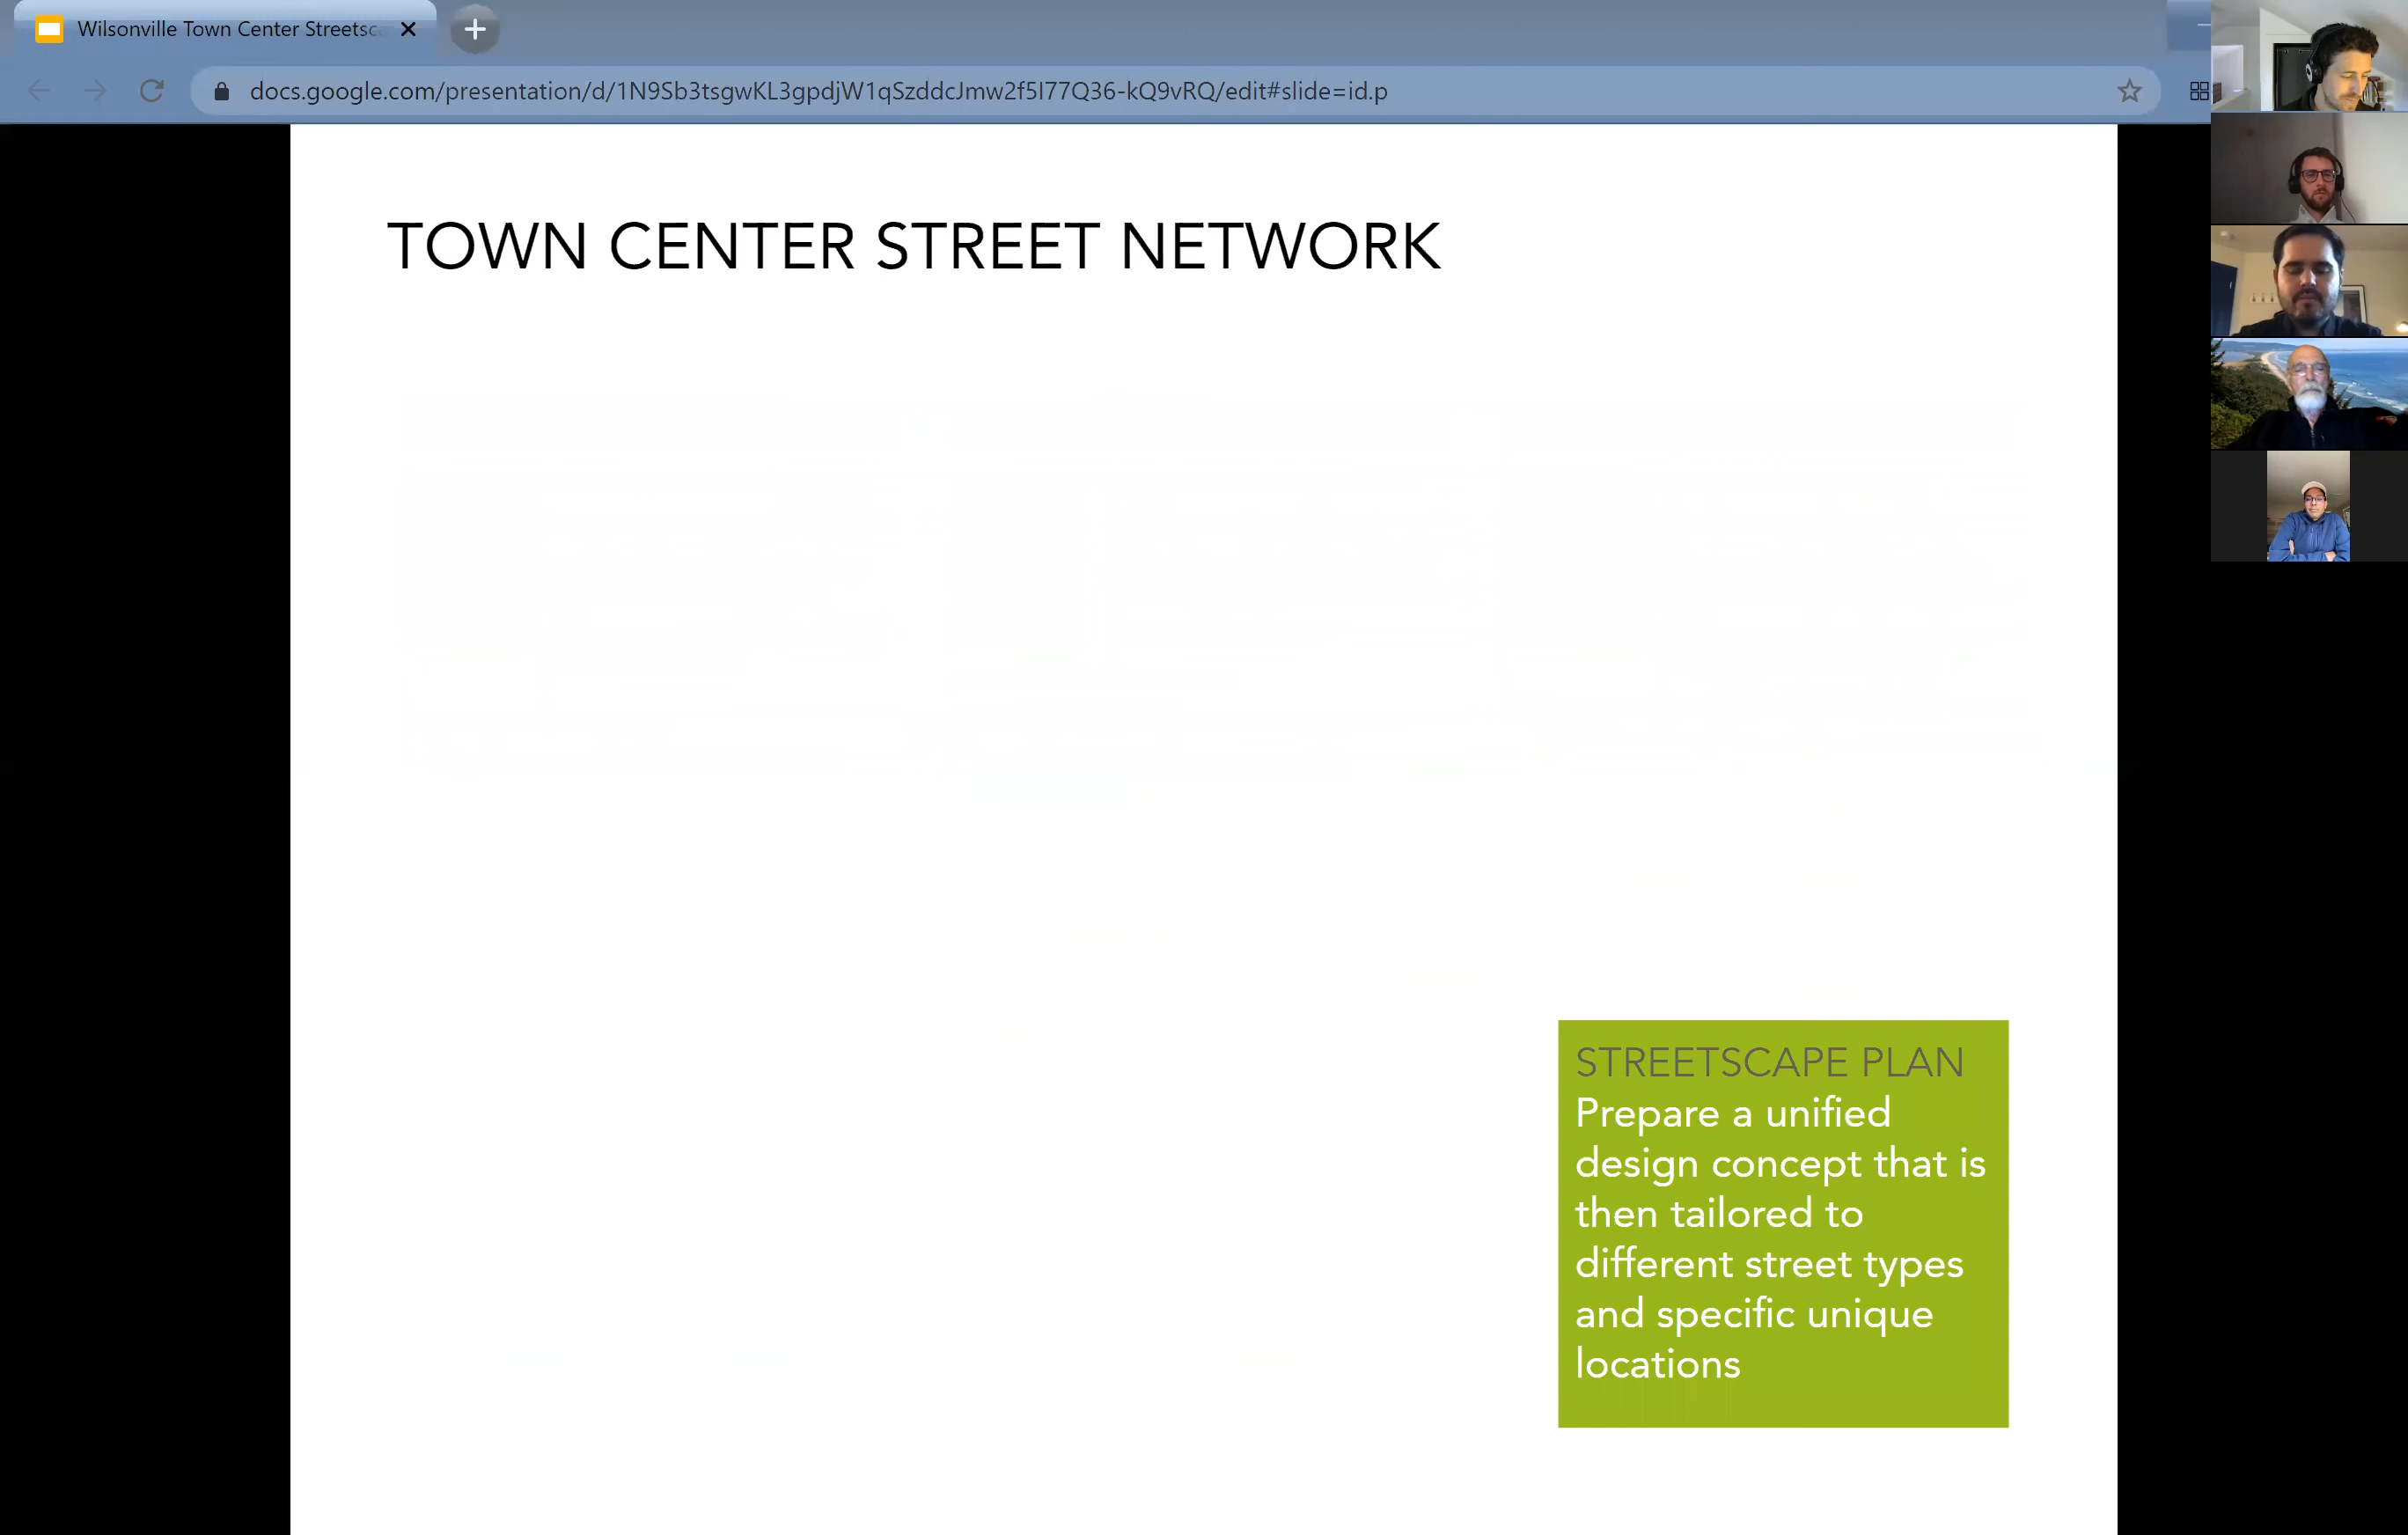 Wilsonville Town Center Streetsc
docs.google.com/presentation/d/1N9Sb3tsgwKL3gpdjW1qSzddcJmw2f5I77Q36-kQ9vRQ/edit#slide=id.p
TOWN CENTER STREET NETWORK
STREETSCAPE PLAN
Prepare a unified
design concept that is
then tailored to
different street types
and specific unique
locations